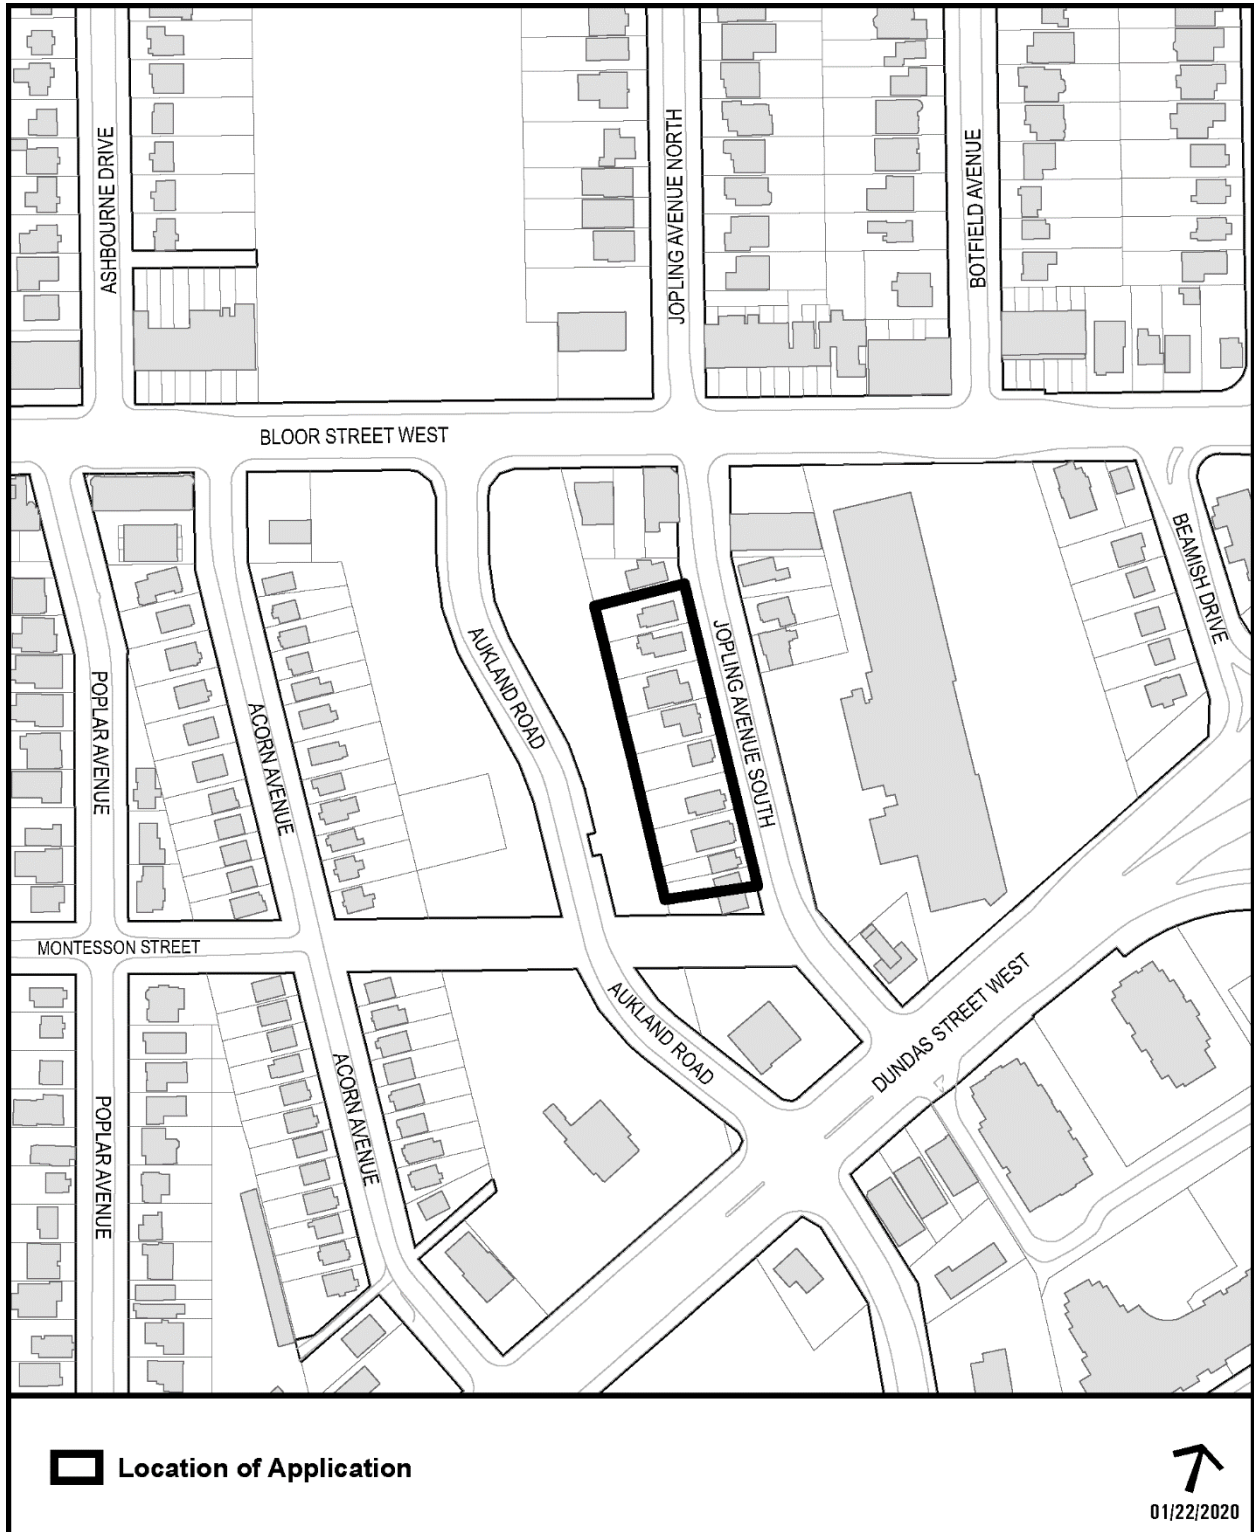 ASHBOURNE DRIVE
JOPLING AVENUE NORTH
BOTFIELD AVENUE
BLOOR STREET WEST
BEAMISH DRIVE
AUKLAND ROAD
JOPLING AVENUE SOUTH
POPLAR AVENUE
ACORN AVENUE
MONTESSON STREET
AUKLAND ROAD
DUNDAS STREET WEST
ACORN AVENUE
POPLAR AVENUE
Location of Application
01/22/2020